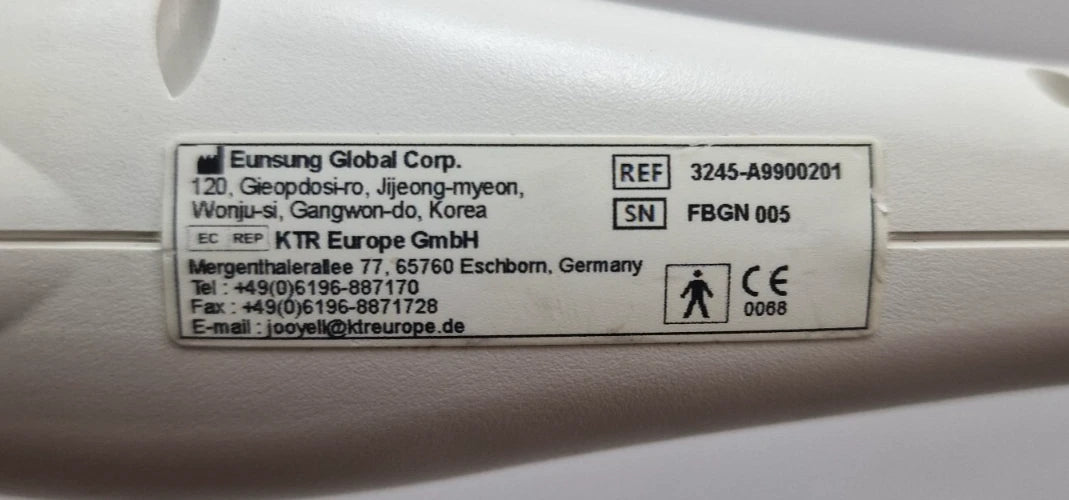 Eunsung Global Corp.
120, Gieopdosi-ro, Jijeong-myeon,
Wonju-si, Gangwon-do, Korea
EC REP KTR Europe GmbH
Mergenthalerallee 77, 65760 Eschborn, Germany
Tel : +49(0)6196-887170
Fax : +49(0)6196-8871728
E-mail : jooyell@ktreurope.de
REF 3245-A9900201
SN FBGN 005
CE
0068